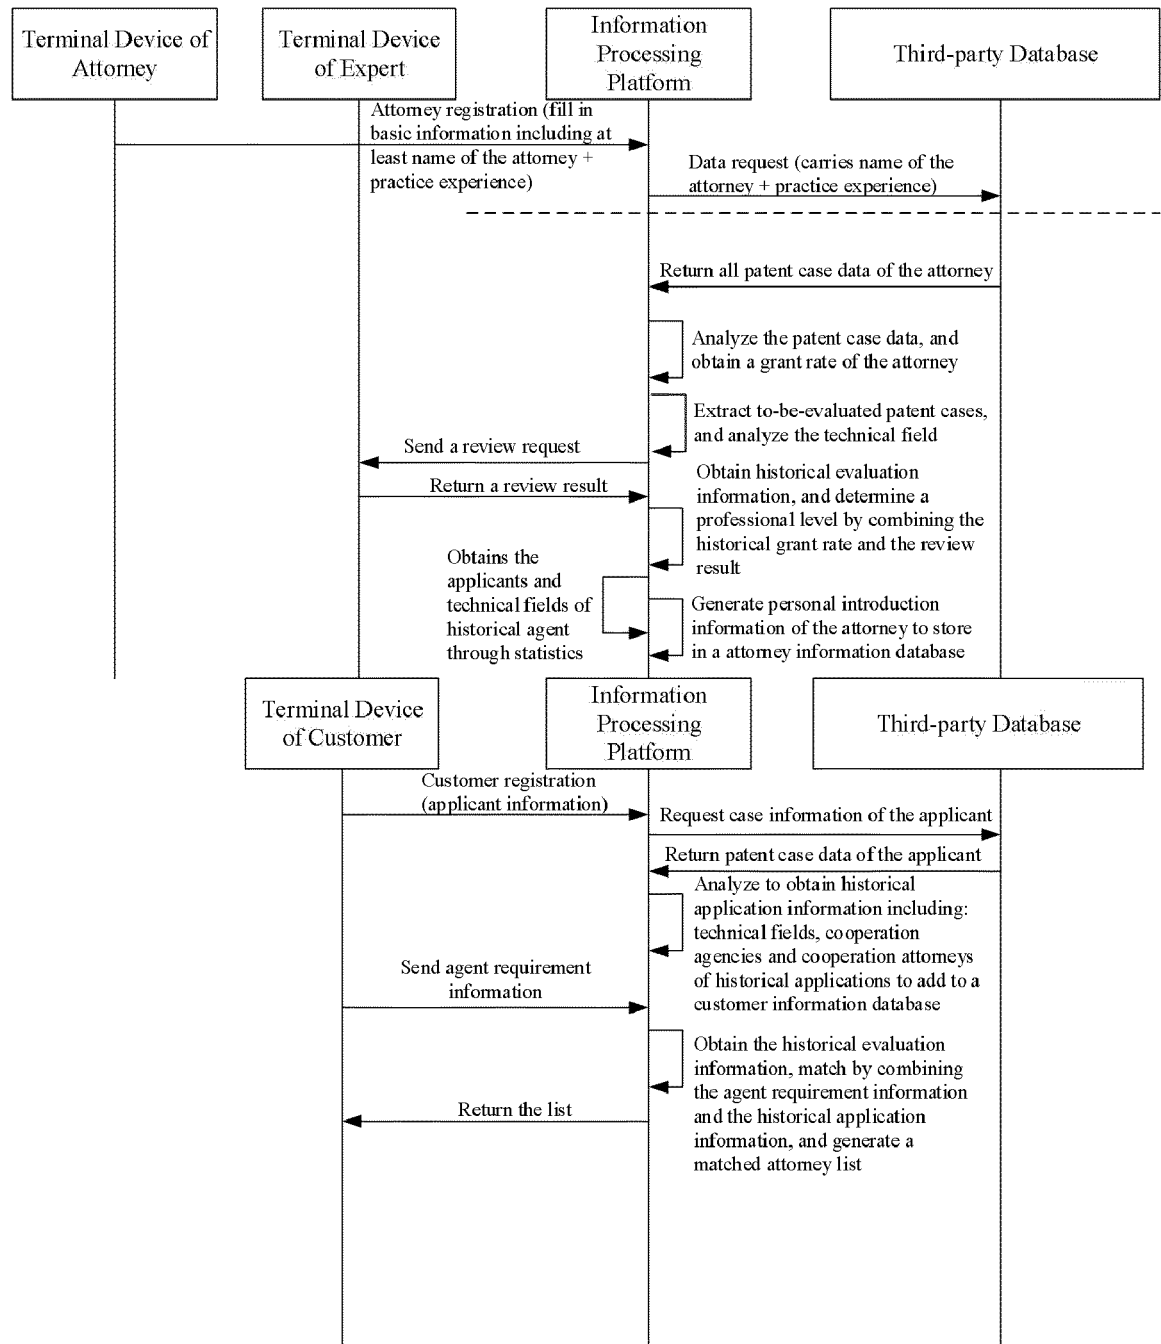 Terminal Device of
Attorney
Terminal Device
of Expert
Information
Processing
Platform
Third-party Database
Attorney registration (fill in
basic information including at
least name of the attorney +
practice experience)
Data request (carries name of the
attorney + practice experience)
Return all patent case data of the attorney
Analyze the patent case data, and
obtain a grant rate of the attorney
Extract to-be-evaluated patent cases,
and analyze the technical field
Send a review request
Return a review result
Obtain historical evaluation
information, and determine a
professional level by combining the
historical grant rate and the review
result
Obtains the
applicants and
technical fields of
historical agent
through statistics
Generate personal introduction
information of the attorney to store
in a attorney information database
Terminal Device
of Customer
Information
Processing
Platform
Third-party Database
Customer registration
(applicant information)
Request case information of the applicant
Return patent case data of the applicant
Analyze to obtain historical
application information including:
technical fields, cooperation
agencies and cooperation attorneys
of historical applications to add to a
customer information database
Send agent requirement
information
Obtain the historical evaluation
information, match by combining
the agent requirement information
and the historical application
information, and generate a
matched attorney list
Return the list